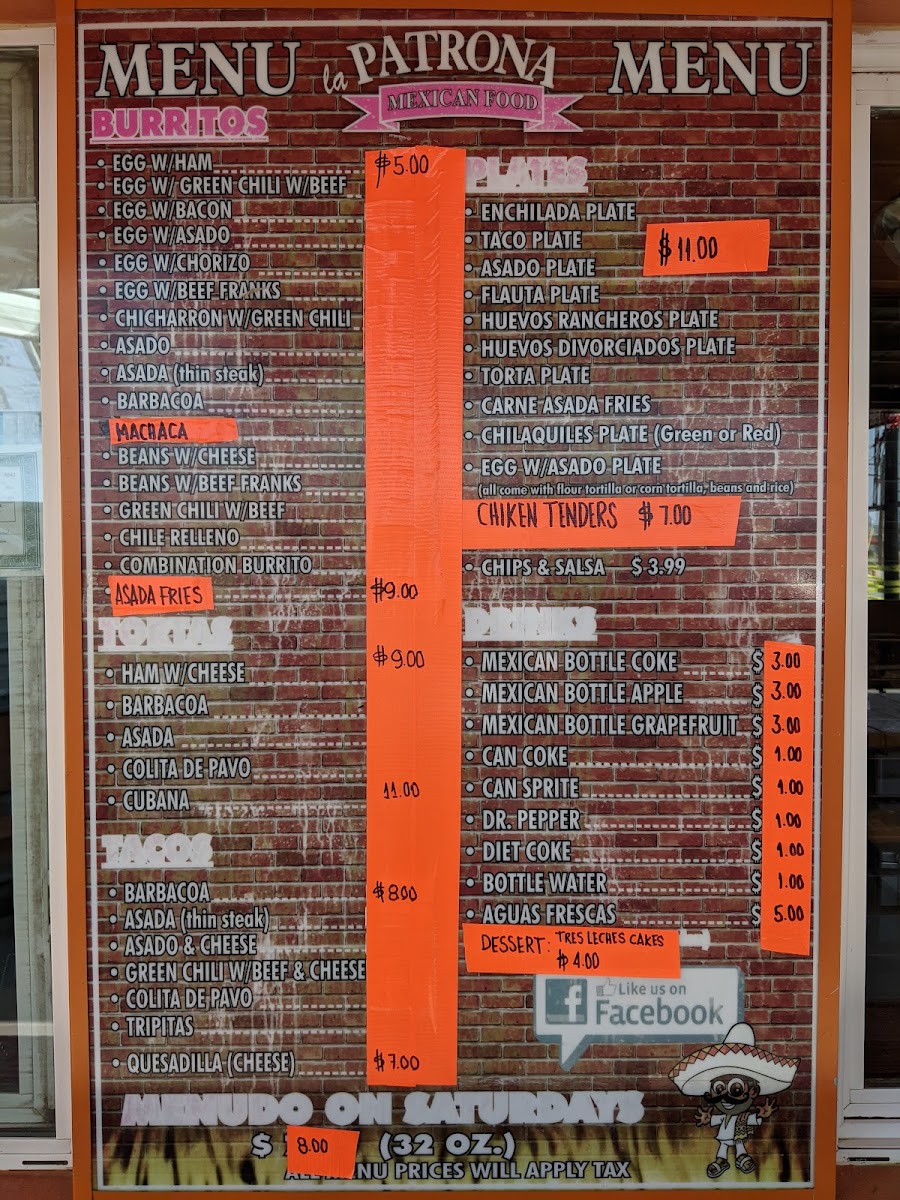 MENU
la PATRONA
MEXICAN FOOD
MENU
BURRITOS
• EGG W/HAM $5.00
• EGG W/ GREEN CHILI W/BEEF
• EGG W/BACON
• EGG W/ASADO
• EGG W/CHORIZO
• EGG W/BEEF FRANKS
• CHICHARRON W/GREEN CHILI
• ASADO
• ASADA (thin steak)
• BARBACOA
MACHACA
• BEANS W/CHEESE
• BEANS W/BEEF FRANKS
• GREEN CHILI W/BEEF
• CHILE RELLENO
• COMBINATION BURRITO
• ASADA FRIES $9.00
TORTAS
• HAM W/CHEESE $9.00
• BARBACOA
• ASADA
• COLITA DE PAVO
• CUBANA 11.00
TACOS
• BARBACOA $8.00
• ASADA (thin steak)
• ASADO & CHEESE
• GREEN CHILI W/BEEF & CHEESE
• COLITA DE PAVO
• TRIPITAS
• QUESADILLA (CHEESE) $7.00
PLATES
• ENCHILADA PLATE
• TACO PLATE $11.00
• ASADO PLATE
• FLAUTA PLATE
• HUEVOS RANCHEROS PLATE
• HUEVOS DIVORCIADOS PLATE
• TORTA PLATE
• CARNE ASADA FRIES
• CHILAQUILES PLATE (Green or Red)
• EGG W/ASADO PLATE
(all come with flour tortilla or corn tortilla, beans and rice)
CHIKEN TENDERS $7.00
• CHIPS & SALSA $3.99
DRINKS
• MEXICAN BOTTLE COKE $ 3.00
• MEXICAN BOTTLE APPLE $ 3.00
• MEXICAN BOTTLE GRAPEFRUIT $ 3.00
• CAN COKE $ 1.00
• CAN SPRITE $ 1.00
• DR. PEPPER $ 1.00
• DIET COKE $ 1.00
• BOTTLE WATER $ 1.00
• AGUAS FRESCAS $ 5.00
DESSERT: TRES LECHES CAKES
$4.00
Like us on
Facebook
MENUDO ON SATURDAYS
$ 8.00 (32 OZ.)
MENU PRICES WILL APPLY TAX